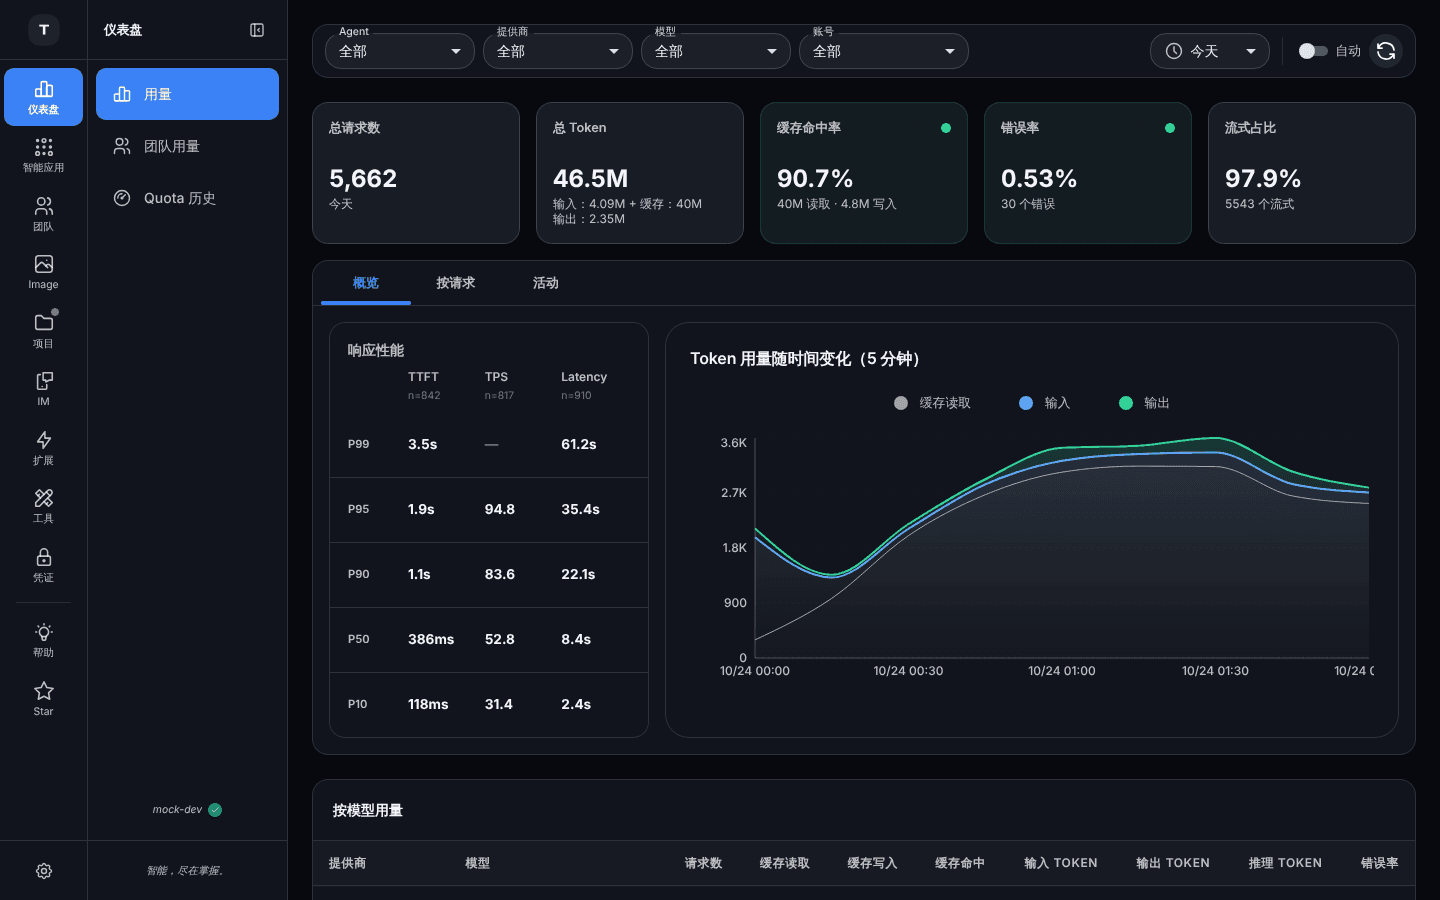 T
仪表盘
智能应用
团队
Image
项目
IM
扩展
工具
凭证
帮助
Star
仪表盘
用量
团队用量
Quota 历史
mock-dev
智能，尽在掌握。
Agent
全部
提供商
全部
模型
全部
账号
全部
今天
自动
总请求数
5,662
今天
总 Token
46.5M
输入：4.09M + 缓存：40M
输出：2.35M
缓存命中率
90.7%
40M 读取 · 4.8M 写入
错误率
0.53%
30 个错误
流式占比
97.9%
5543 个流式
概览 按请求 活动
响应性能
TTFT TPS Latency
n=842 n=817 n=910
P99 3.5s — 61.2s
P95 1.9s 94.8 35.4s
P90 1.1s 83.6 22.1s
P50 386ms 52.8 8.4s
P10 118ms 31.4 2.4s
Token 用量随时间变化（5 分钟）
缓存读取 输入 输出
3.6K
2.7K
1.8K
900
0
10/24 00:00 10/24 00:30 10/24 01:00 10/24 01:30 10/24
按模型用量
提供商 模型 请求数 缓存读取 缓存写入 缓存命中 输入 TOKEN 输出 TOKEN 推理 TOKEN 错误率